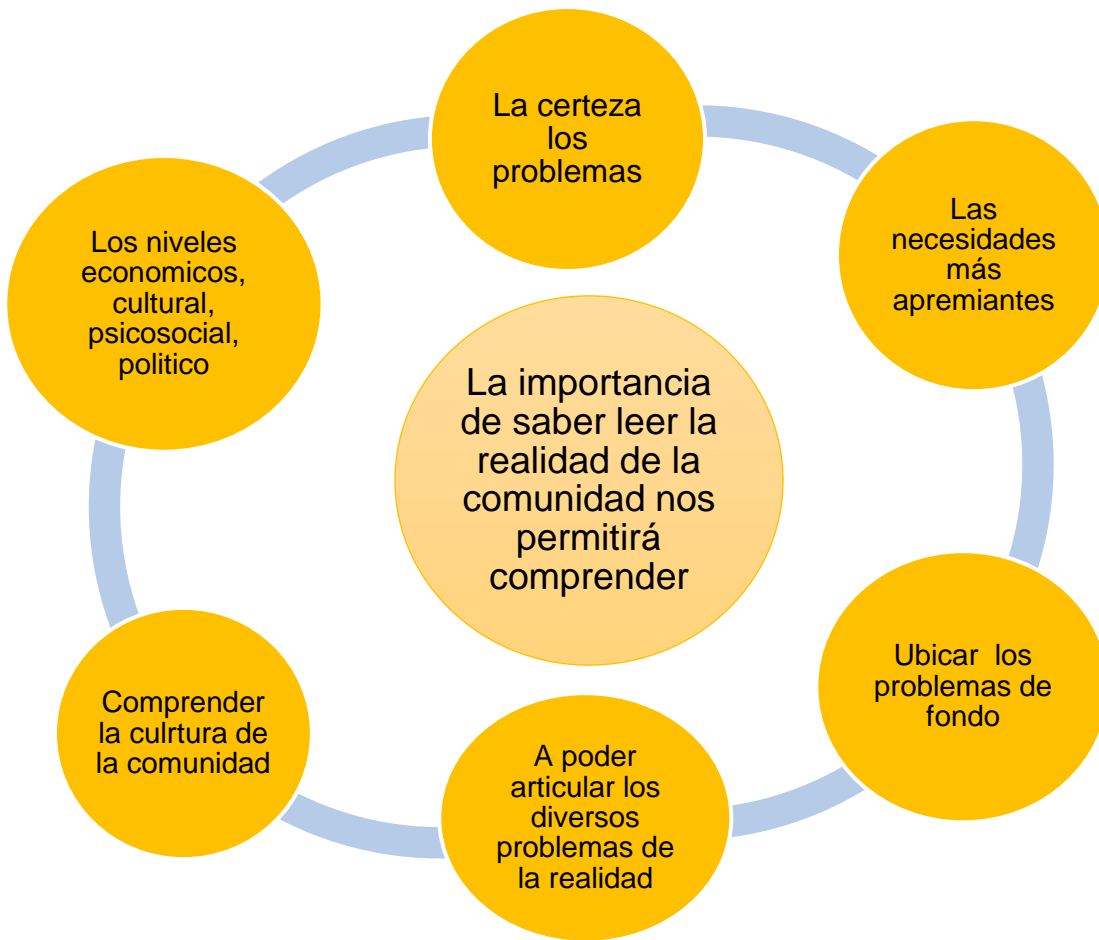 La certeza
los
problemas
Las
necesidades
más
apremiantes
Ubicar los
problemas de
fondo
A poder
articular los
diversos
problemas de
la realidad
Comprender
la culrtura de
la comunidad
Los niveles
economicos,
cultural,
psicosocial,
politico
La importancia
de saber leer la
realidad de la
comunidad nos
permitirá
comprender